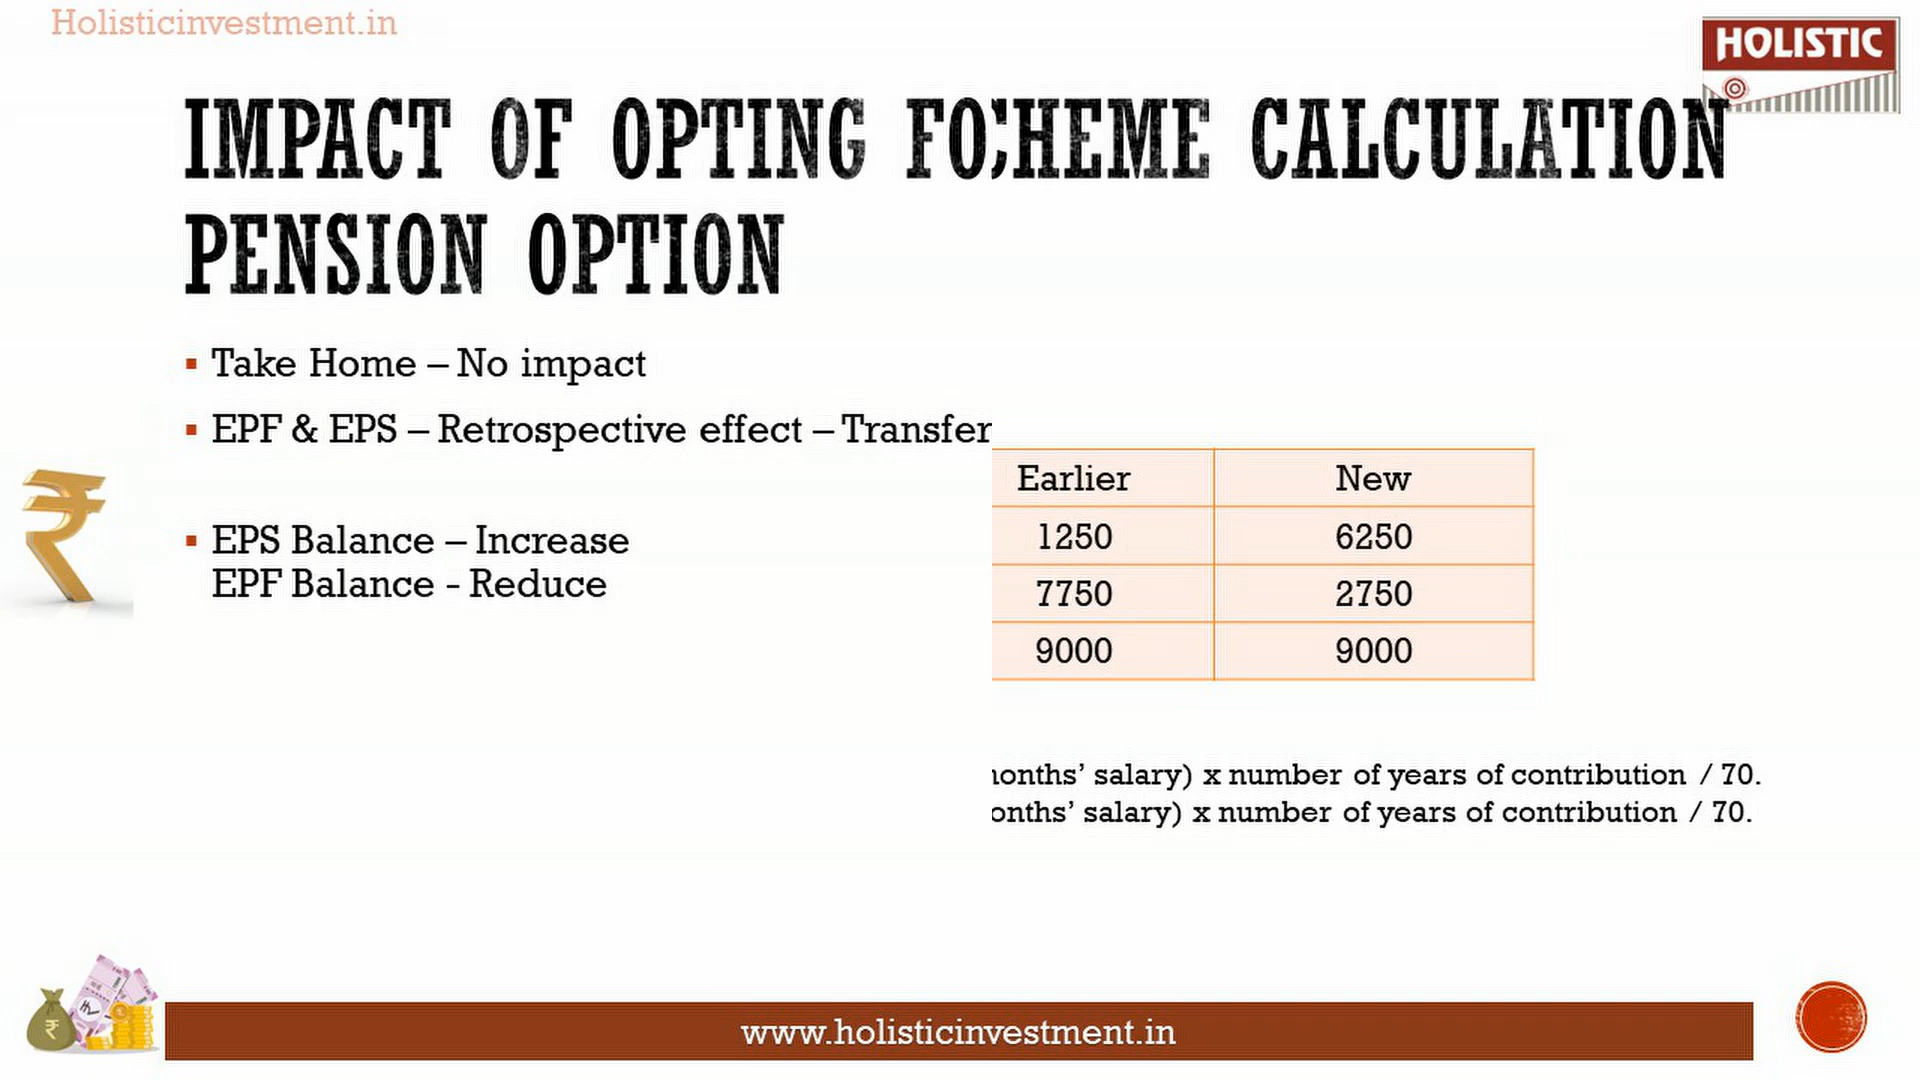 Holisticinvestment.in
HOLISTIC
IMPACT OF OPTING FO HEME CALCULATION
PENSION OPTION
▪ Take Home – No impact
▪ EPF & EPS – Retrospective effect – Transfer
Earlier New
1250 6250
▪ EPS Balance – Increase
EPF Balance - Reduce
7750 2750
9000 9000
onths' salary) x number of years of contribution / 70.
onths' salary) x number of years of contribution / 70.
www.holisticinvestment.in